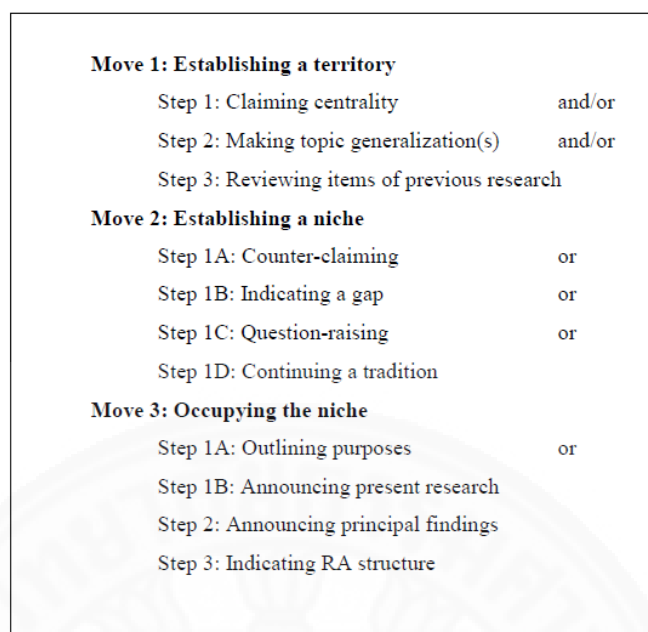 Move 1: Establishing a territory
Step 1: Claiming centrality and/or
Step 2: Making topic generalization(s) and/or
Step 3: Reviewing items of previous research
Move 2: Establishing a niche
Step 1A: Counter-claiming or
Step 1B: Indicating a gap or
Step 1C: Question-raising or
Step 1D: Continuing a tradition
Move 3: Occupying the niche
Step 1A: Outlining purposes or
Step 1B: Announcing present research
Step 2: Announcing principal findings
Step 3: Indicating RA structure